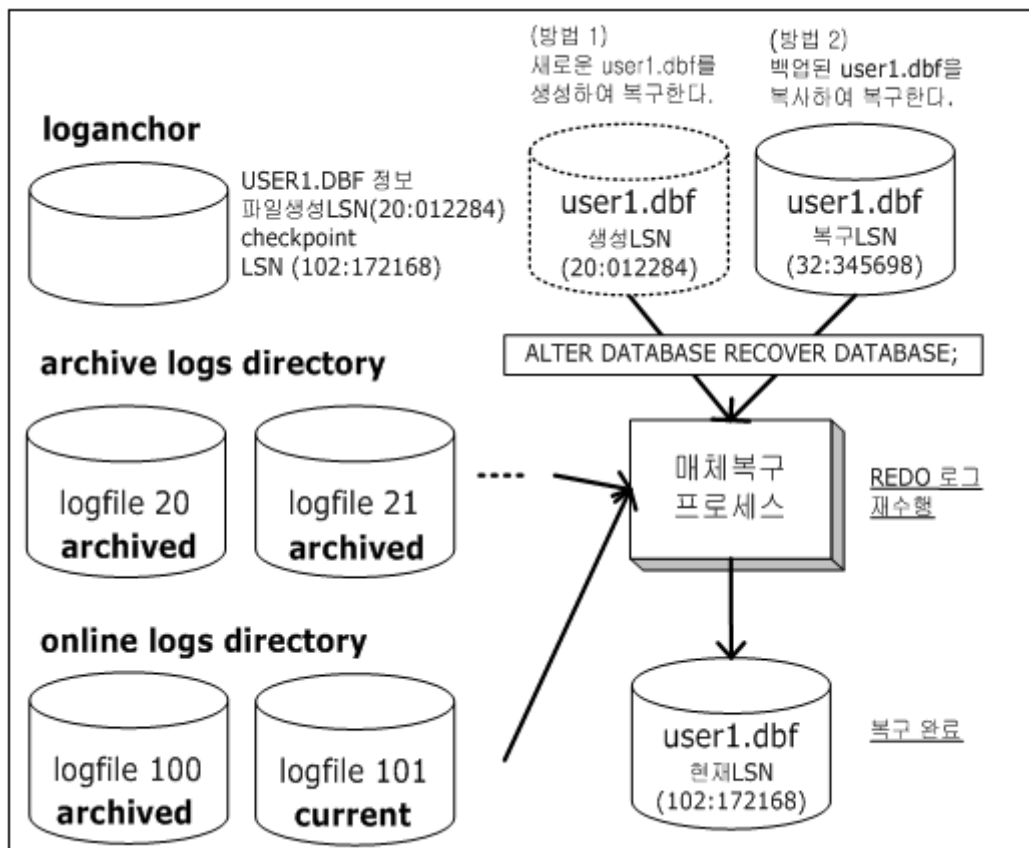 (방법 1)
새로운 user1.dbf를
생성하여 복구한다.
(방법 2)
백업된 user1.dbf을
복사하여 복구한다.
loganchor
USER1.DBF 정보
파일생성LSN(20:012284)
checkpoint
LSN (102:172168)
user1.dbf
생성LSN
(20:012284)
user1.dbf
복구LSN
(32:345698)
ALTER DATABASE RECOVER DATABASE;
archive logs directory
logfile 20
archived
logfile 21
archived
매체복구
프로세스
REDO 로그
재수행
online logs directory
logfile 100
archived
logfile 101
current
user1.dbf
현재LSN
(102:172168)
복구 완료